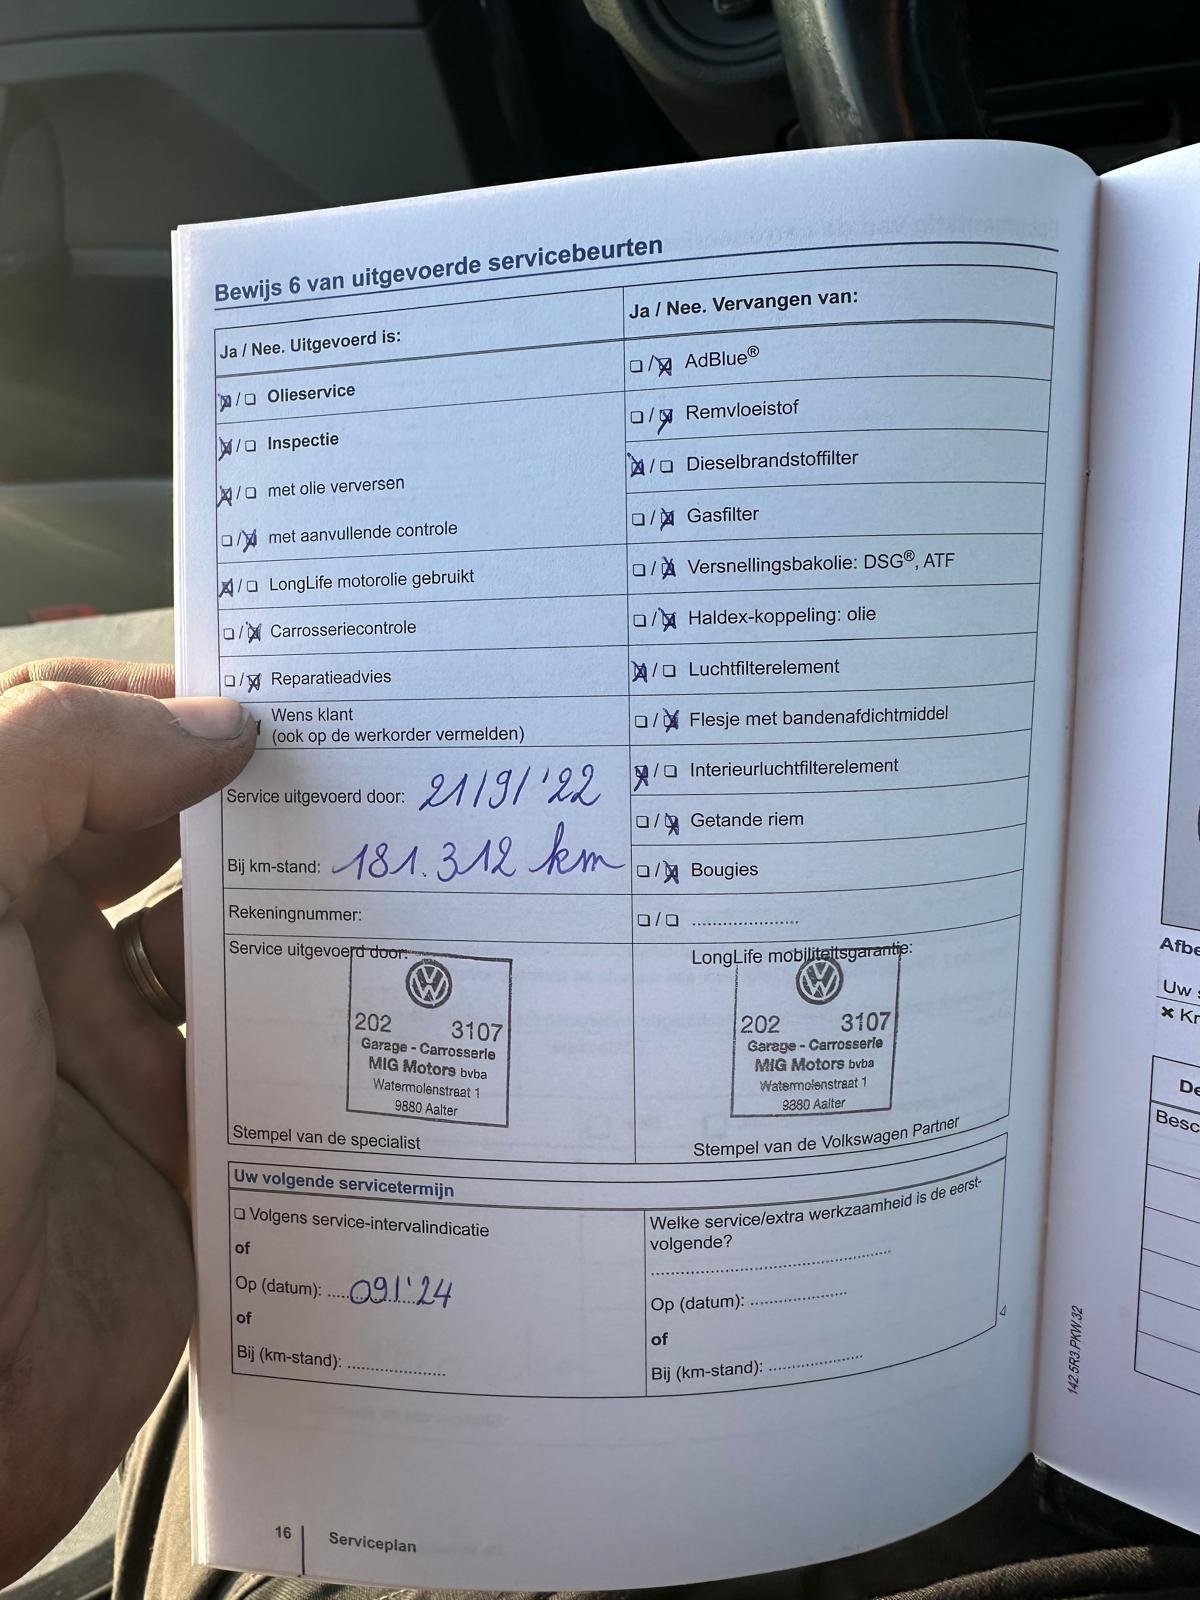 Bewijs 6 van uitgevoerde servicebeurten
Ja / Nee. Uitgevoerd is:
☒ / ☐ Olieservice
☒ / ☐ Inspectie
☒ / ☐ met olie verversen
☐ / ☒ met aanvullende controle
☒ / ☐ LongLife motorolie gebruikt
☐ / ☒ Carrosseriecontrole
☐ / ☒ Reparatieadvies
Wens klant
(ook op de werkorder vermelden)
Service uitgevoerd door: 21/9/'22
Bij km-stand: 181.312 km
Rekeningnummer:
Service uitgevoerd door:
202 3107
Garage - Carrosserie
MIG Motors bvba
Watermolenstraat 1
9880 Aalter
Stempel van de specialist
Ja / Nee. Vervangen van:
☐ / ☒ AdBlue®
☐ / ☒ Remvloeistof
☒ / ☐ Dieselbrandstoffilter
☐ / ☒ Gasfilter
☐ / ☒ Versnellingsbakolie: DSG®, ATF
☐ / ☒ Haldex-koppeling: olie
☒ / ☐ Luchtfilterelement
☐ / ☒ Flesje met bandenafdichtmiddel
☒ / ☐ Interieurluchtfilterelement
☐ / ☒ Getande riem
☐ / ☒ Bougies
☐ / ☐ ....................
LongLife mobiliteitsgarantie:
202 3107
Garage - Carrosserie
MIG Motors bvba
Watermolenstraat 1
9880 Aalter
Stempel van de Volkswagen Partner
Uw volgende servicetermijn
☐ Volgens service-intervalindicatie
of
Op (datum): 09/'24
of
Bij (km-stand): ..................
Welke service/extra werkzaamheid is de eerst-
volgende?
Op (datum): ..................
of
Bij (km-stand): ..................
142.5R3.PKW.32
16 Serviceplan
Afbe
Uw
× Kr
De
Besc